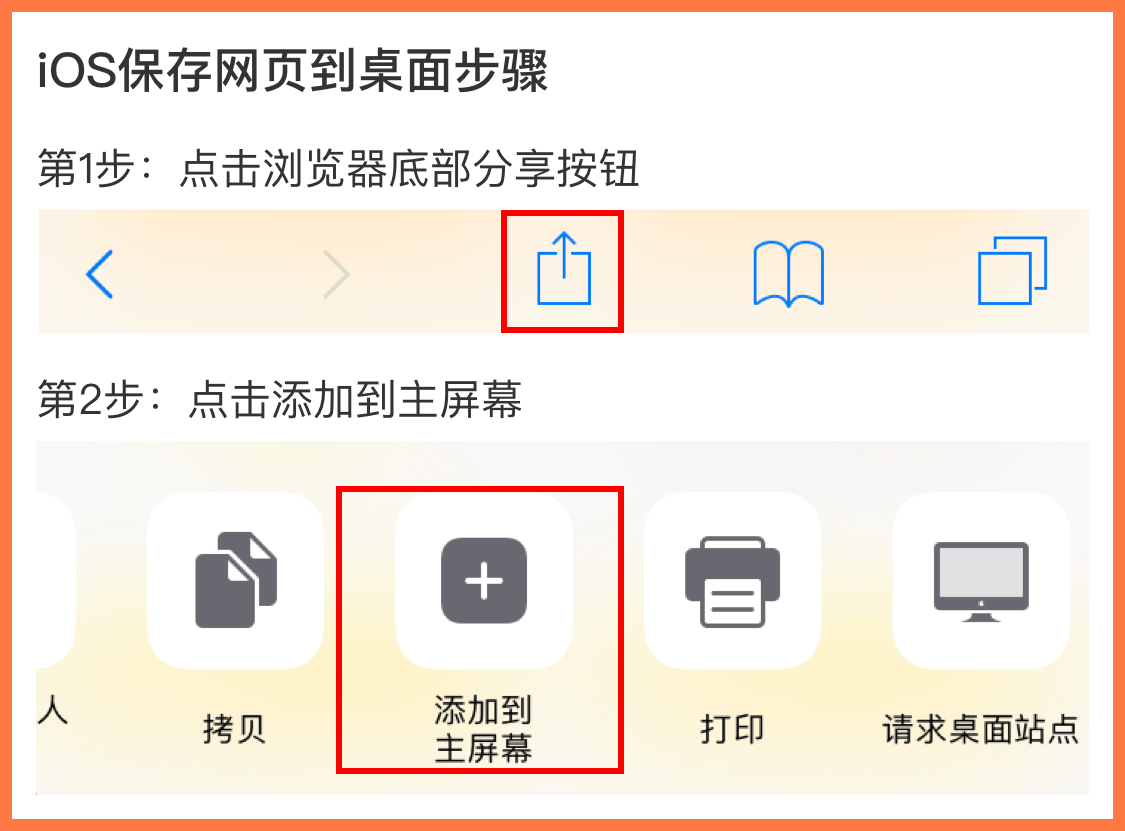 iOS保存网页到桌面步骤
第1步：点击浏览器底部分享按钮
第2步：点击添加到主屏幕
人
拷贝
添加到
主屏幕
打印
请求桌面站点